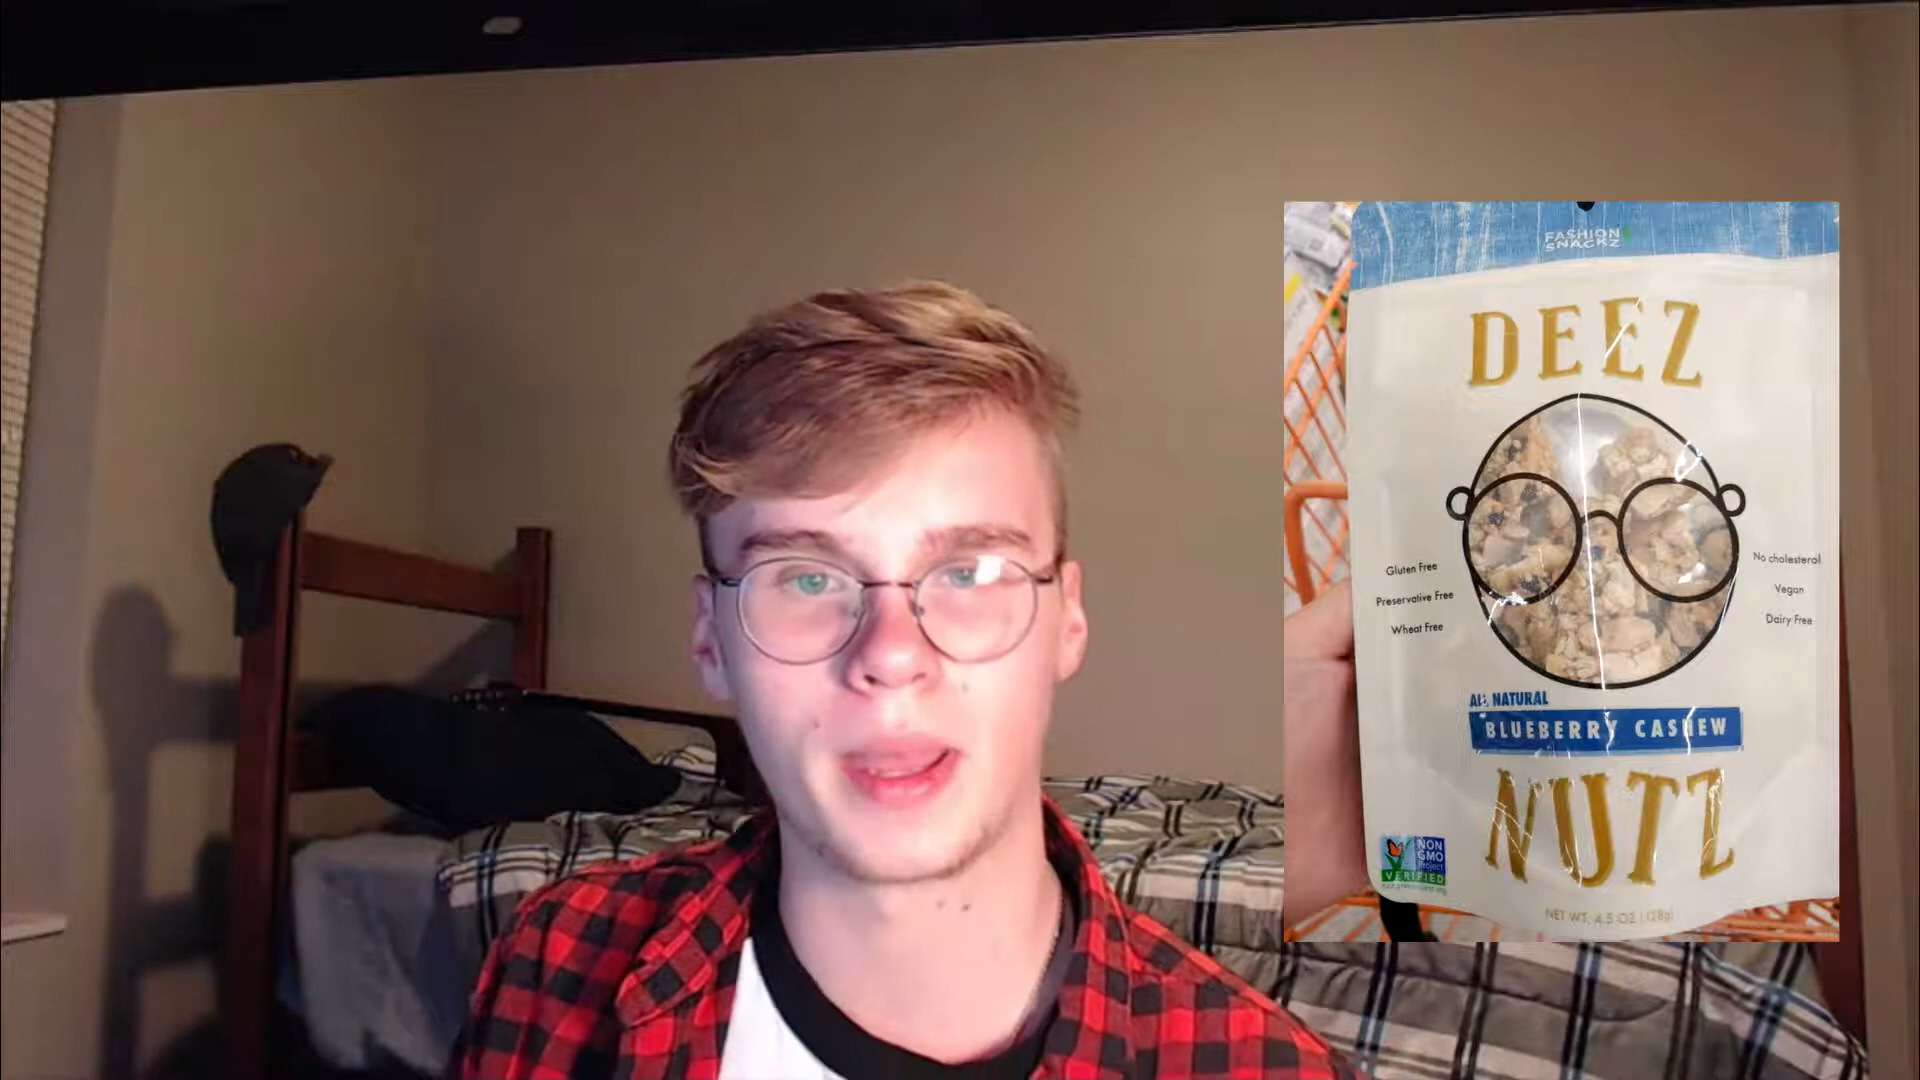 FASHION
SNACKZ
DEEZ
Gluten Free
Preservative Free
Wheat Free
No cholesterol
Vegan
Dairy Free
ALL NATURAL
BLUEBERRY CASHEW
NUTZ
NON
GMO
Project
VERIFIED
NET WT. 4.5 OZ (128g)